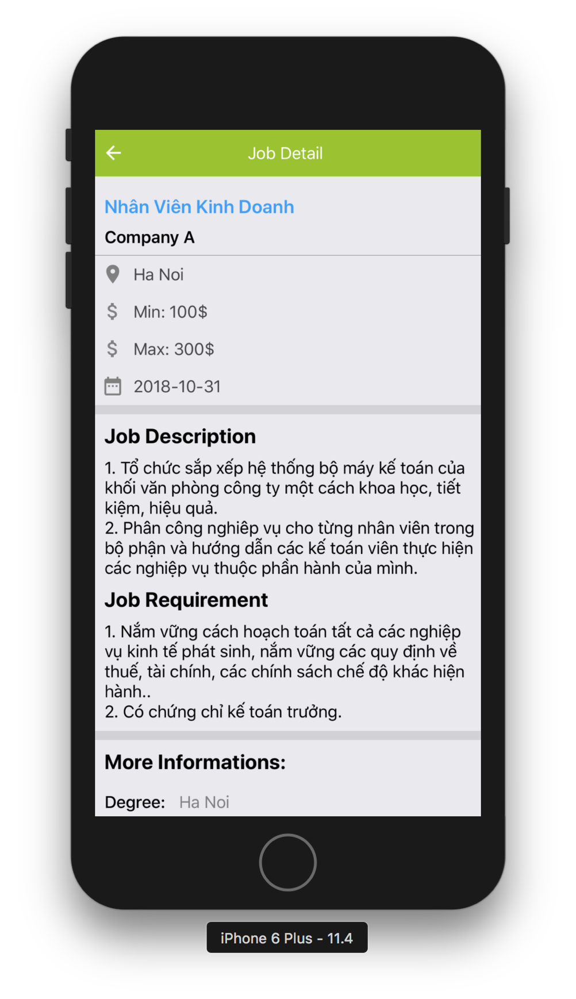 Job Detail
Nhân Viên Kinh Doanh
Company A
Ha Noi
$ Min: 100$
$ Max: 300$
2018-10-31
Job Description
1. Tổ chức sắp xếp hệ thống bộ máy kế toán của
khối văn phòng công ty một cách khoa học, tiết
kiệm, hiệu quả.
2. Phân công nghiêp vụ cho từng nhân viên trong
bộ phận và hướng dẫn các kế toán viên thực hiện
các nghiệp vụ thuộc phần hành của mình.
Job Requirement
1. Nắm vững cách hoạch toán tất cả các nghiệp
vụ kinh tế phát sinh, nắm vững các quy định về
thuế, tài chính, các chính sách chế độ khác hiện
hành..
2. Có chứng chỉ kế toán trưởng.
More Informations:
Degree: Ha Noi
iPhone 6 Plus - 11.4